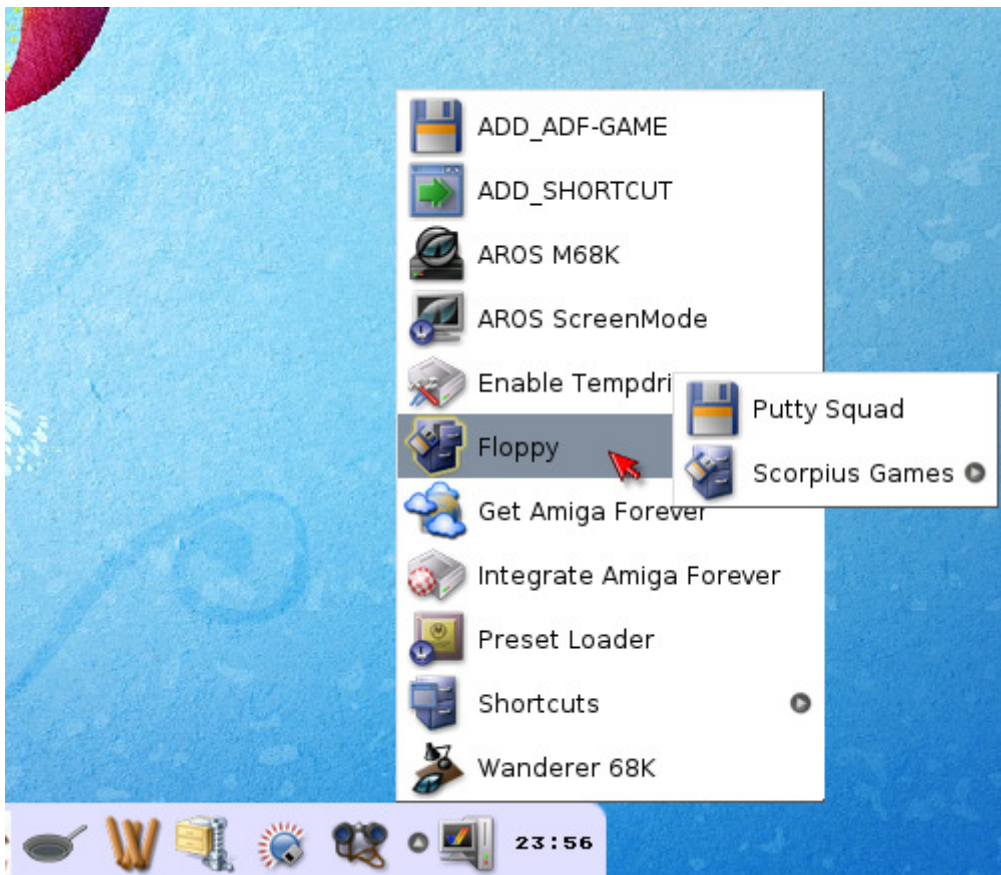 ADD_ADF-GAME
ADD_SHORTCUT
AROS M68K
AROS ScreenMode
Enable Tempdri
Floppy
Putty Squad
Scorpius Games
Get Amiga Forever
Integrate Amiga Forever
Preset Loader
Shortcuts
Wanderer 68K
23:56